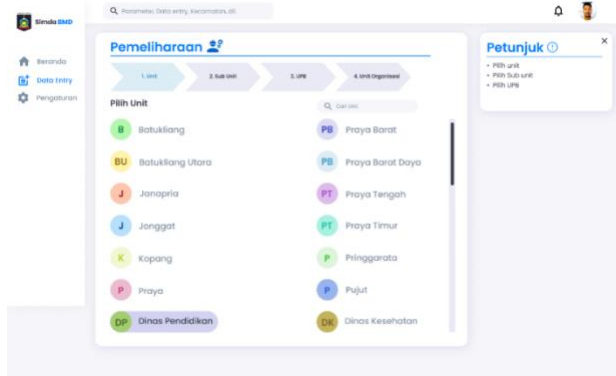 Simda BMD
Parameter, Data entry, Kecamatan, dll
Beranda
Data Entry
Pengaturan
Pemeliharaan
1. Unit
2. Sub Unit
3. UPB
4. Unit Organisasi
Pilih Unit
Cari Unit
B Batukliang
BU Batukliang Utara
J Janapria
J Jonggat
K Kopang
P Praya
DP Dinas Pendidikan
PB Praya Barat
PB Praya Barat Daya
PT Praya Tengah
PT Praya Timur
P Pringgarata
P Pujut
DK Dinas Kesehatan
Petunjuk
• Pilih unit
• Pilih Sub unit
• Pilih UPB